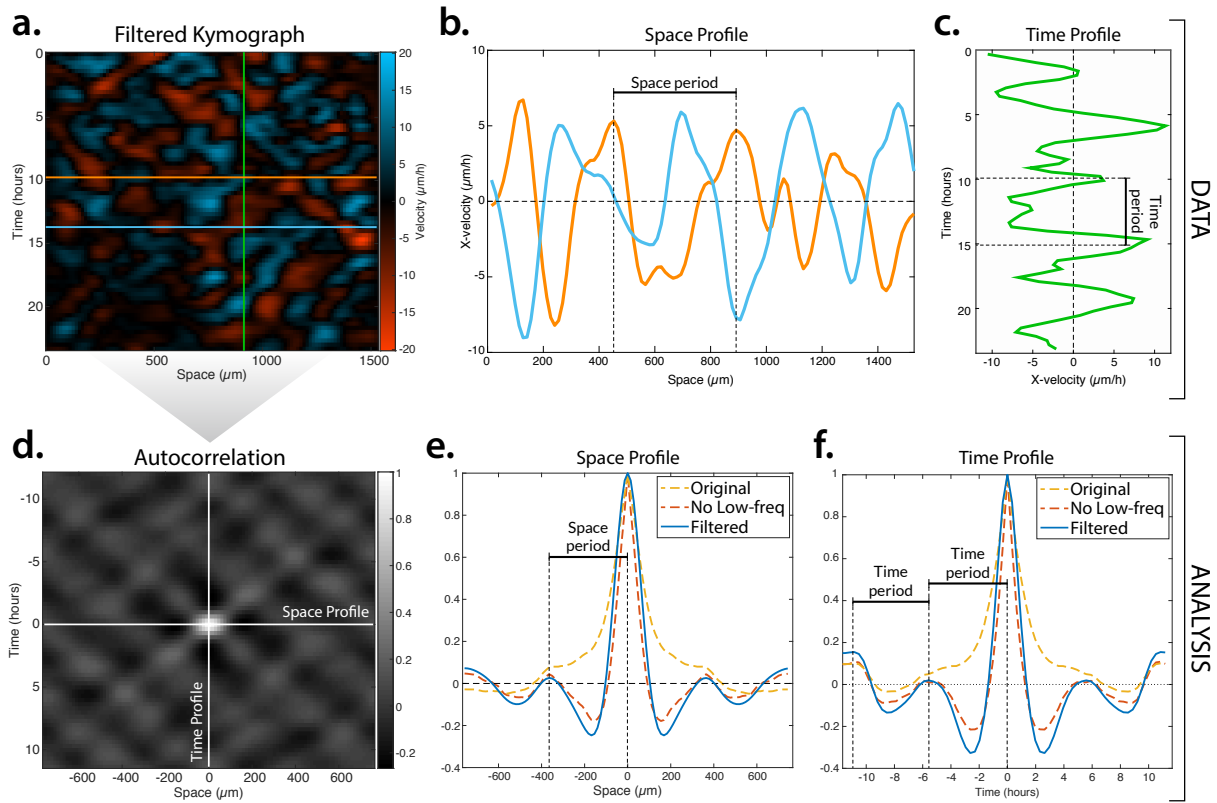 a.
Filtered Kymograph
0
5
10
15
20
Time (hours)
0
500
1000
1500
Space (µm)
20
15
10
5
0
-5
-10
-15
-20
Velocity (µm/h)
b.
Space Profile
Space period
10
5
0
-5
-10
X-velocity (µm/h)
0
200
400
600
800
1000
1200
1400
Space (µm)
c.
Time Profile
0
5
10
15
20
Time (hours)
Time
period
-10
-5
0
5
10
X-velocity (µm/h)
DATA
d.
Autocorrelation
-10
-5
0
5
10
Time (hours)
Space Profile
Time Profile
-600
-400
-200
0
200
400
600
Space (µm)
1
0.8
0.6
0.4
0.2
0
-0.2
e.
Space Profile
Original
No Low-freq
Filtered
Space
period
1
0.8
0.6
0.4
0.2
0
-0.2
0.4
-600
-400
-200
0
200
400
600
Space (µm)
f.
Time Profile
Original
No Low-freq
Filtered
Time
period
Time
period
1
0.8
0.6
0.4
0.2
0
-0.2
0.4
-10
-8
-6
-4
-2
0
2
4
6
8
10
Time (hours)
ANALYSIS